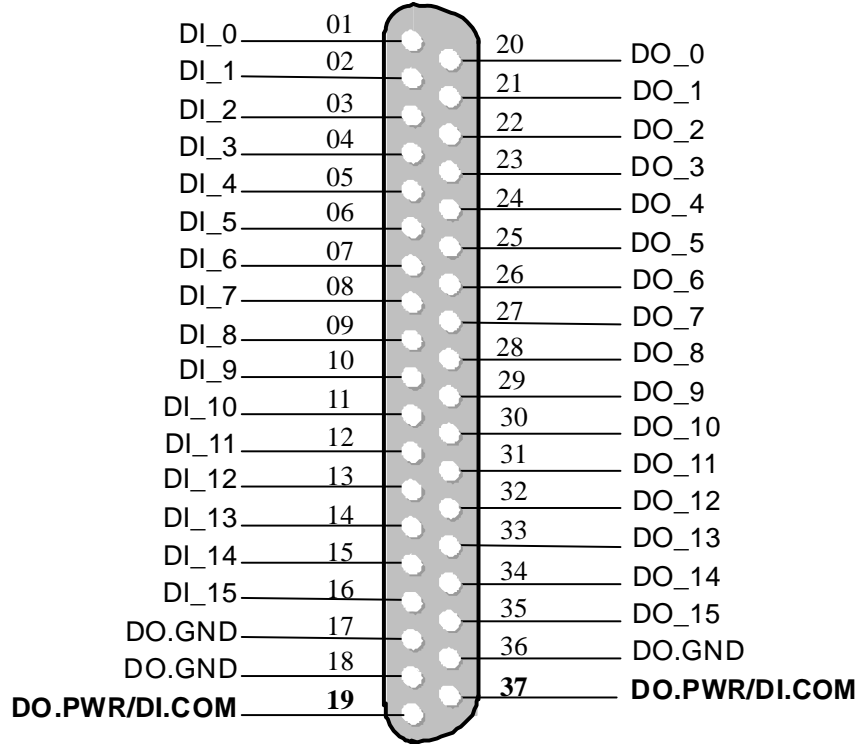 DI_0 01
20 DO_0
DI_1 02
21 DO_1
DI_2 03
22 DO_2
DI_3 04
23 DO_3
DI_4 05
24 DO_4
DI_5 06
25 DO_5
DI_6 07
26 DO_6
DI_7 08
27 DO_7
DI_8 09
28 DO_8
DI_9 10
29 DO_9
DI_10 11
30 DO_10
DI_11 12
31 DO_11
DI_12 13
32 DO_12
DI_13 14
33 DO_13
DI_14 15
34 DO_14
DI_15 16
35 DO_15
DO.GND 17
36 DO.GND
DO.GND 18
37 DO.PWR/DI.COM
DO.PWR/DI.COM 19